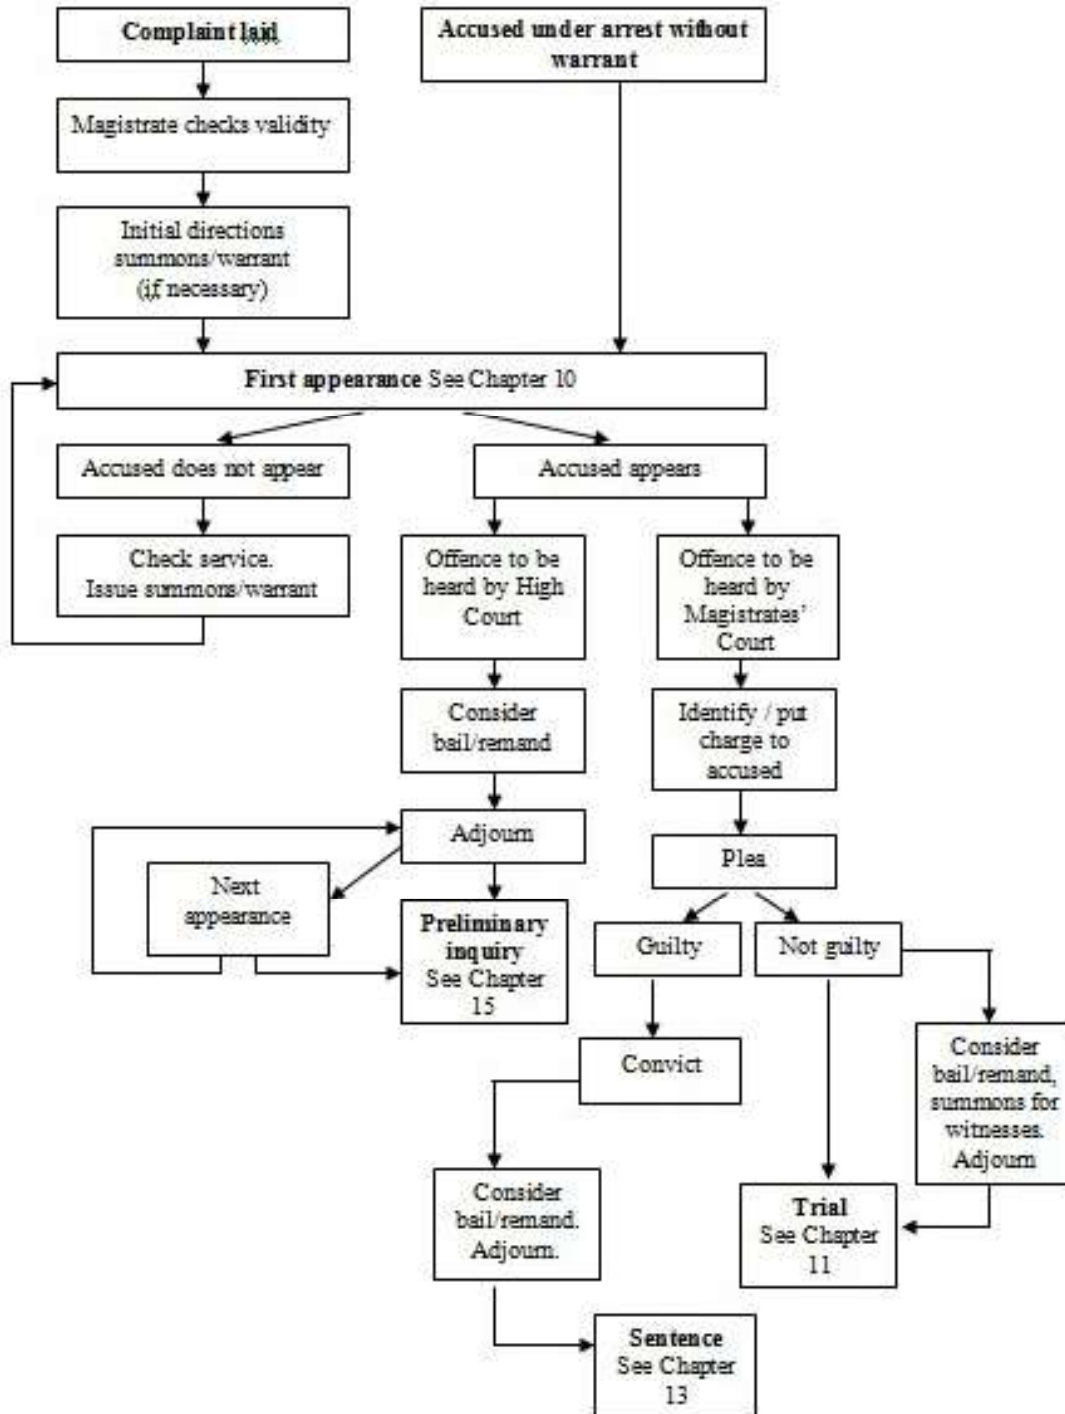 Complaint laid
Accused under arrest without
warrant
Magistrate checks validity
Initial directions
summons/warrant
(if necessary)
First appearance See Chapter 10
Accused does not appear
Accused appears
Check service.
Issue summons/warrant
Offence to be
heard by High
Court
Offence to be
heard by
Magistrates'
Court
Consider
bail/remand
Identify / put
charge to
accused
Adjourn
Plea
Next
appearance
Preliminary
inquiry
See Chapter
15
Guilty
Not guilty
Convict
Consider
bail/remand,
summons for
witnesses.
Adjourn
Consider
bail/remand.
Adjourn.
Trial
See Chapter
11
Sentence
See Chapter
13